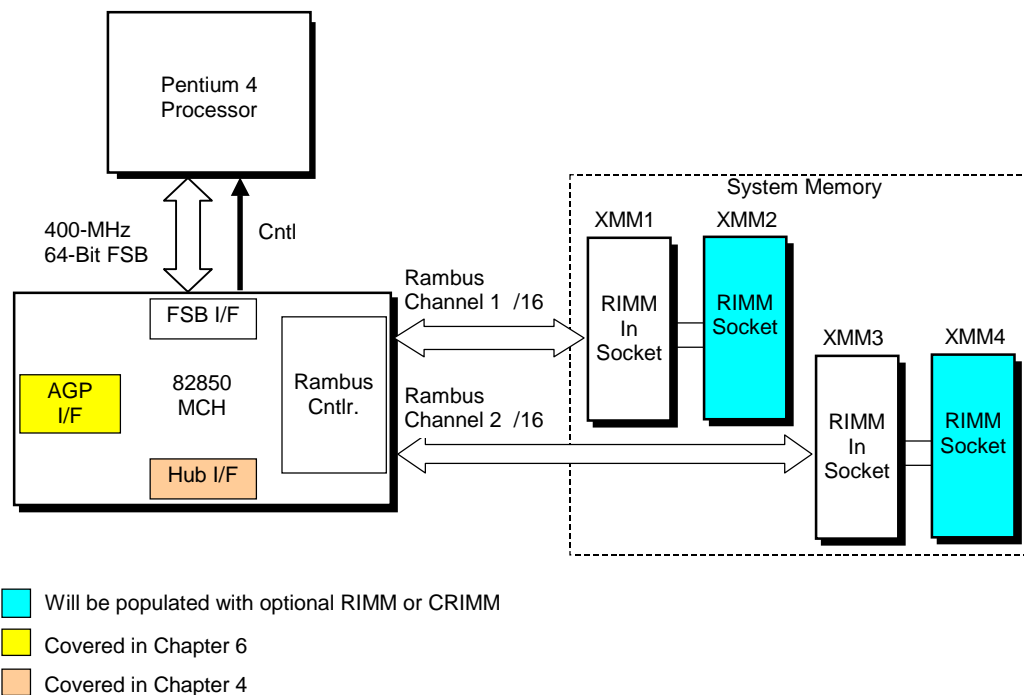 Pentium 4
Processor
400-MHz
64-Bit FSB
Cntl
System Memory
XMM1
XMM2
Rambus
Channel 1 /16
RIMM
In
Socket
RIMM
Socket
XMM3
XMM4
FSB I/F
AGP
I/F
82850
MCH
Rambus
Cntlr.
Rambus
Channel 2 /16
RIMM
In
Socket
RIMM
Socket
Hub I/F
Will be populated with optional RIMM or CRIMM
Covered in Chapter 6
Covered in Chapter 4